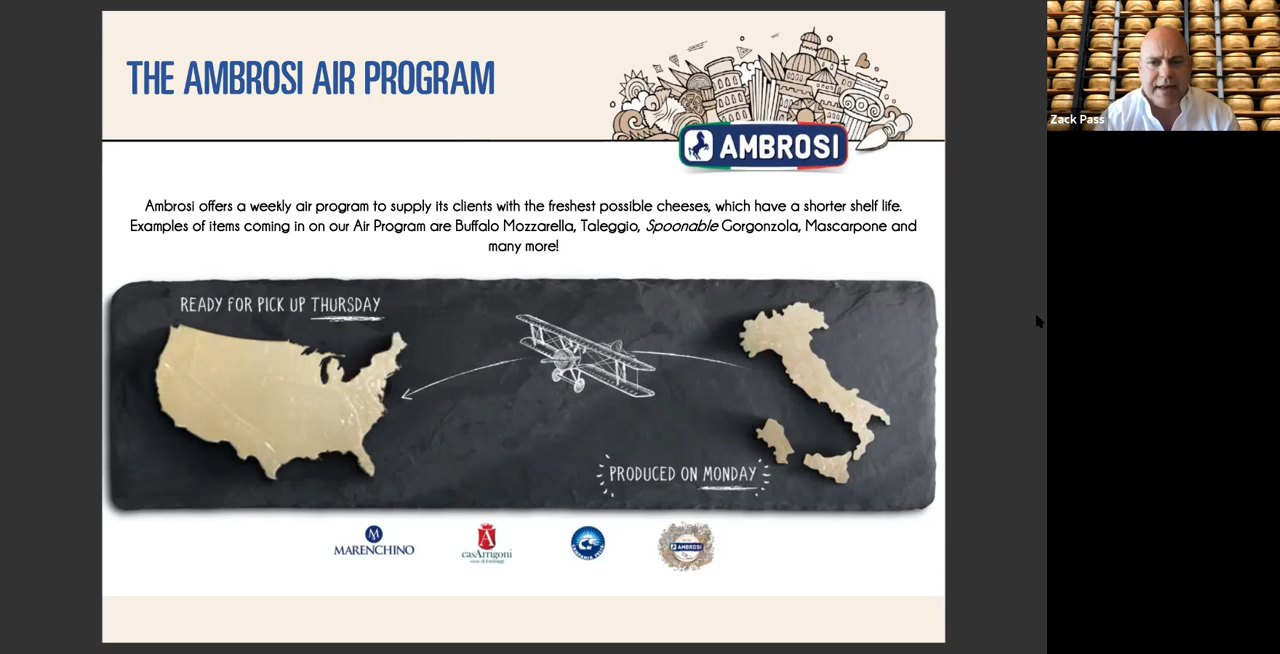 THE AMBROSI AIR PROGRAM
AMBROSI
Zack Pass
Ambrosi offers a weekly air program to supply its clients with the freshest possible cheeses, which have a shorter shelf life.
Examples of items coming in on our Air Program are Buffalo Mozzarella, Taleggio, Spoonable Gorgonzola, Mascarpone and
many more!
READY FOR PICK UP THURSDAY
PRODUCED ON MONDAY
M
MARENCHINO
A
casArrigoni
AMBROSI